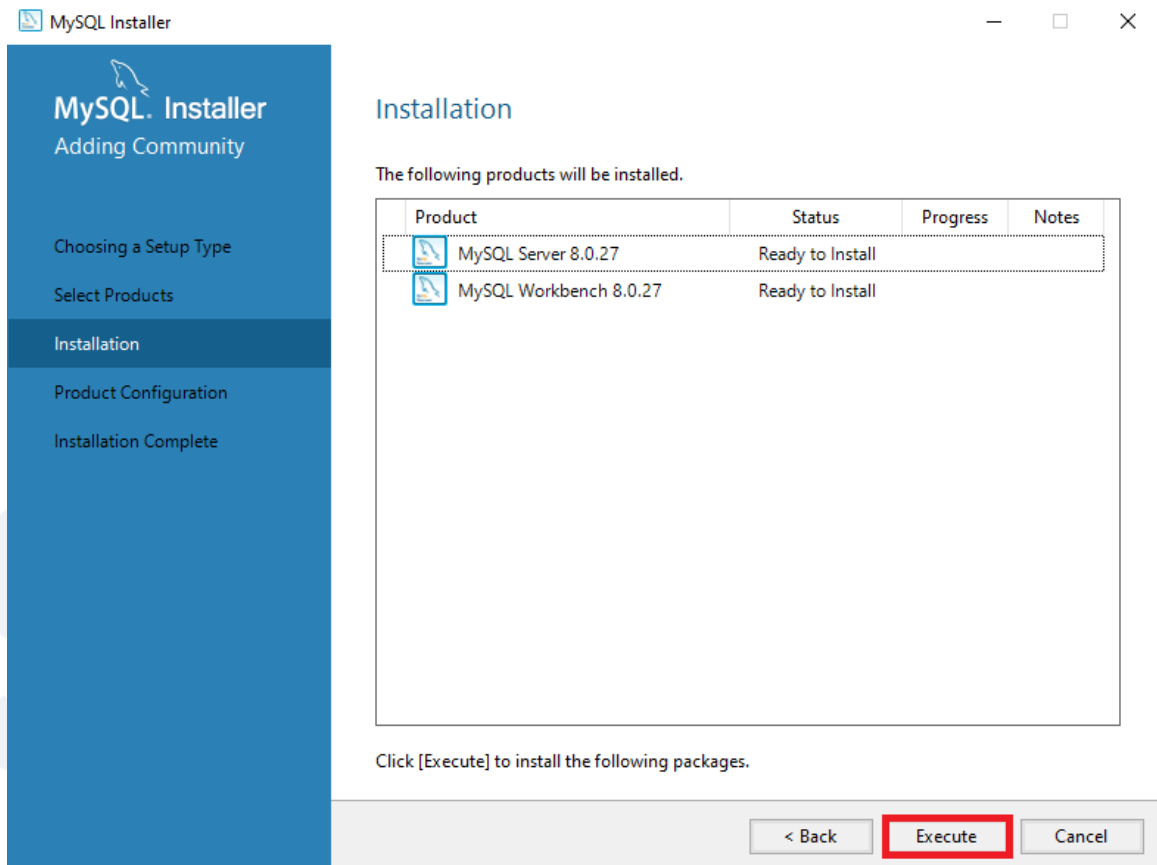 MySQL Installer
MySQL. Installer
Adding Community
Choosing a Setup Type
Select Products
Installation
Product Configuration
Installation Complete
Installation
The following products will be installed.
Product Status Progress Notes
MySQL Server 8.0.27 Ready to Install
MySQL Workbench 8.0.27 Ready to Install
Click [Execute] to install the following packages.
< Back Execute Cancel